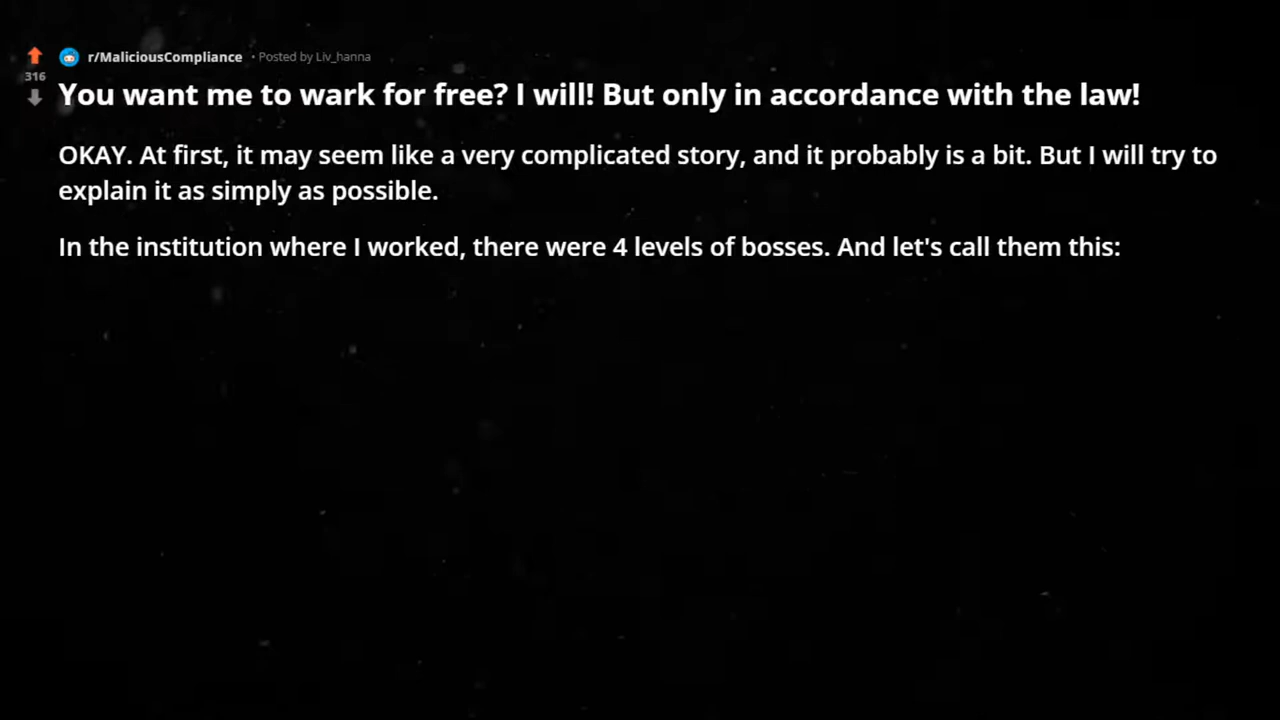 r/MaliciousCompliance • Posted by Liv_hanna
316
You want me to wark for free? I will! But only in accordance with the law!
OKAY. At first, it may seem like a very complicated story, and it probably is a bit. But I will try to
explain it as simply as possible.
In the institution where I worked, there were 4 levels of bosses. And let's call them this: